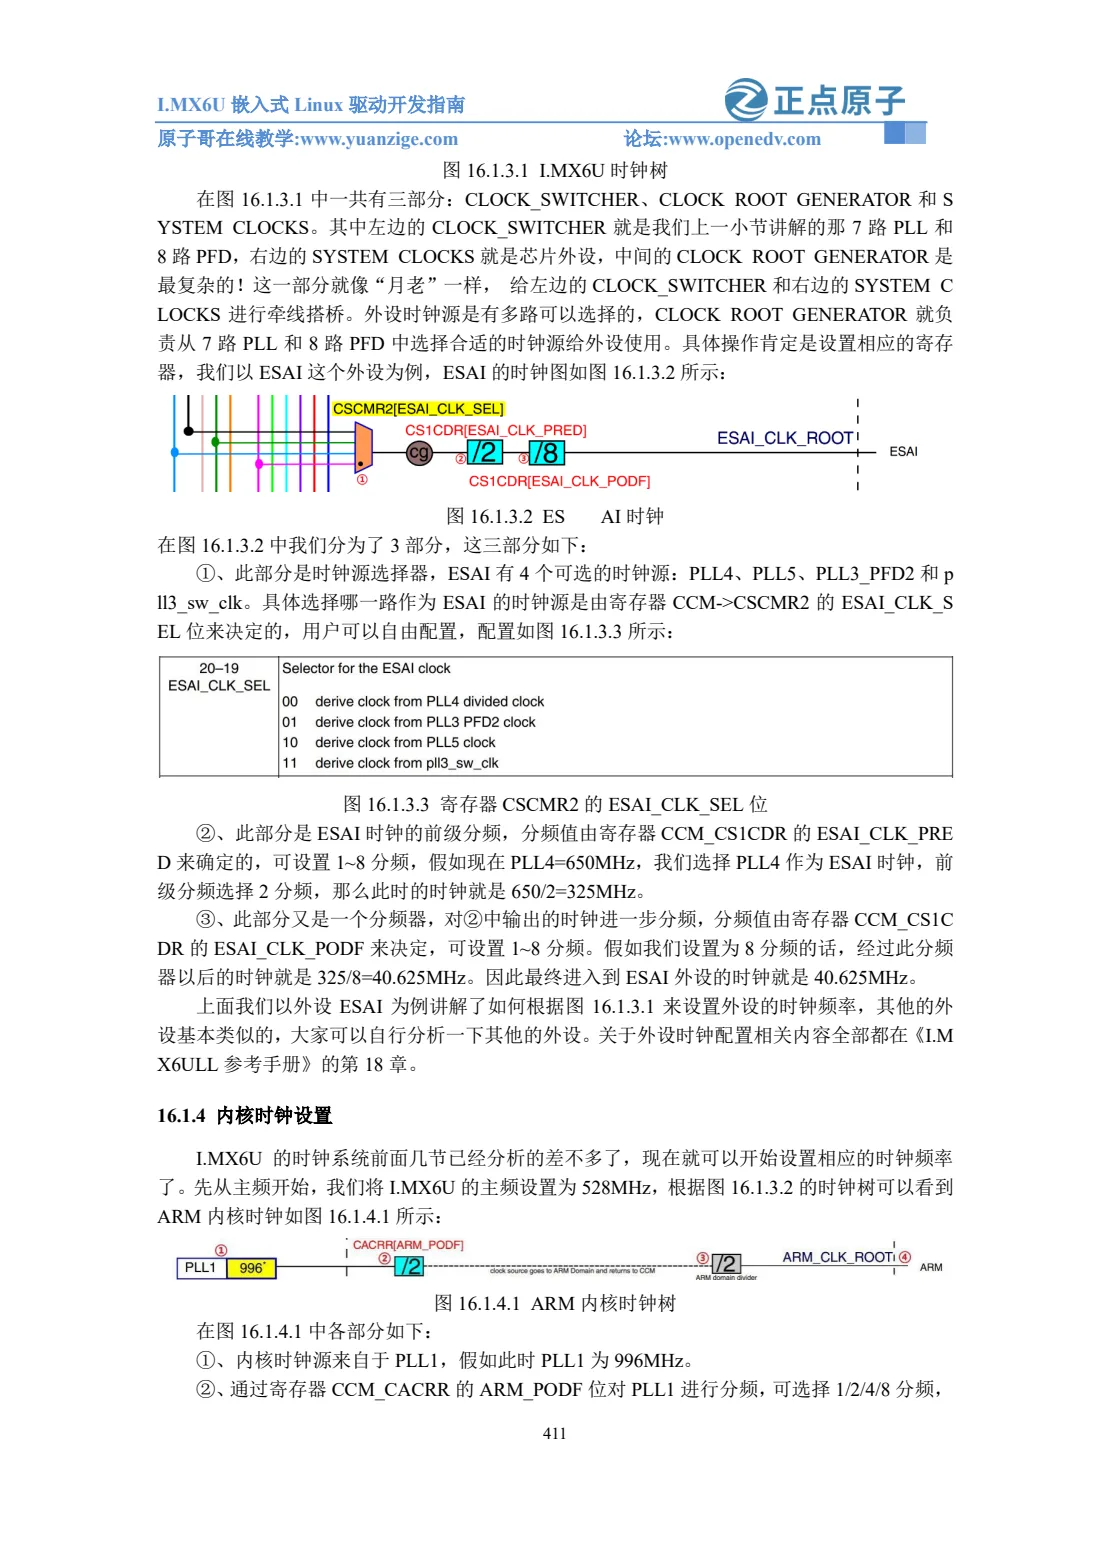 I.MX6U 嵌入式 Linux 驱动开发指南
正点原子
原子哥在线教学:www.yuanzige.com 论坛:www.openedv.com
图 16.1.3.1 I.MX6U 时钟树
在图 16.1.3.1 中一共有三部分：CLOCK_SWITCHER、CLOCK ROOT GENERATOR 和 S
YSTEM CLOCKS。其中左边的 CLOCK_SWITCHER 就是我们上一小节讲解的那 7 路 PLL 和
8 路 PFD，右边的 SYSTEM CLOCKS 就是芯片外设，中间的 CLOCK ROOT GENERATOR 是
最复杂的！这一部分就像“月老”一样， 给左边的 CLOCK_SWITCHER 和右边的 SYSTEM C
LOCKS 进行牵线搭桥。外设时钟源是有多路可以选择的，CLOCK ROOT GENERATOR 就负
责从 7 路 PLL 和 8 路 PFD 中选择合适的时钟源给外设使用。具体操作肯定是设置相应的寄存
器，我们以 ESAI 这个外设为例，ESAI 的时钟图如图 16.1.3.2 所示：
CSCMR2[ESAI_CLK_SEL]
CS1CDR[ESAI_CLK_PRED]
ESAI_CLK_ROOT
cg ② /2 ③ /8 ESAI
① CS1CDR[ESAI_CLK_PODF]
图 16.1.3.2 ES AI 时钟
在图 16.1.3.2 中我们分为了 3 部分，这三部分如下：
①、此部分是时钟源选择器，ESAI 有 4 个可选的时钟源：PLL4、PLL5、PLL3_PFD2 和 p
ll3_sw_clk。具体选择哪一路作为 ESAI 的时钟源是由寄存器 CCM->CSCMR2 的 ESAI_CLK_S
EL 位来决定的，用户可以自由配置，配置如图 16.1.3.3 所示：
20–19 Selector for the ESAI clock
ESAI_CLK_SEL
00 derive clock from PLL4 divided clock
01 derive clock from PLL3 PFD2 clock
10 derive clock from PLL5 clock
11 derive clock from pll3_sw_clk
图 16.1.3.3 寄存器 CSCMR2 的 ESAI_CLK_SEL 位
②、此部分是 ESAI 时钟的前级分频，分频值由寄存器 CCM_CS1CDR 的 ESAI_CLK_PRE
D 来确定的，可设置 1~8 分频，假如现在 PLL4=650MHz，我们选择 PLL4 作为 ESAI 时钟，前
级分频选择 2 分频，那么此时的时钟就是 650/2=325MHz。
③、此部分又是一个分频器，对②中输出的时钟进一步分频，分频值由寄存器 CCM_CS1C
DR 的 ESAI_CLK_PODF 来决定，可设置 1~8 分频。假如我们设置为 8 分频的话，经过此分频
器以后的时钟就是 325/8=40.625MHz。因此最终进入到 ESAI 外设的时钟就是 40.625MHz。
上面我们以外设 ESAI 为例讲解了如何根据图 16.1.3.1 来设置外设的时钟频率，其他的外
设基本类似的，大家可以自行分析一下其他的外设。关于外设时钟配置相关内容全部都在《I.M
X6ULL 参考手册》的第 18 章。
16.1.4 内核时钟设置
I.MX6U 的时钟系统前面几节已经分析的差不多了，现在就可以开始设置相应的时钟频率
了。先从主频开始，我们将 I.MX6U 的主频设置为 528MHz，根据图 16.1.3.2 的时钟树可以看到
ARM 内核时钟如图 16.1.4.1 所示：
① CACRR[ARM_PODF]
② ③ ARM_CLK_ROOT ④
PLL1 996* /2 clock source goes to ARM Domain and returns to CCM /2 ARM
ARM domain divider
图 16.1.4.1 ARM 内核时钟树
在图 16.1.4.1 中各部分如下：
①、内核时钟源来自于 PLL1，假如此时 PLL1 为 996MHz。
②、通过寄存器 CCM_CACRR 的 ARM_PODF 位对 PLL1 进行分频，可选择 1/2/4/8 分频，
411